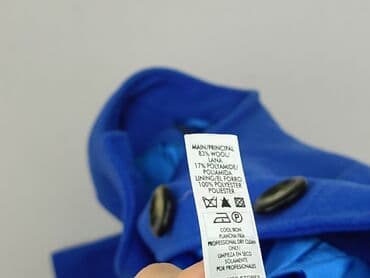 MAIN/PRINCIPAL
83% WOOL/
LANA
17% POLYAMIDE/
POLIAMIDA
LINING/EL FORRO
100% POLYESTER
POLIESTER
P
COOL IRON
PLANCHA FRIA
PROFESSIONAL DRY CLEAN
ONLY/
LIMPIEZA EN SECO
SOLAMENTE
POR PROFESIONALES